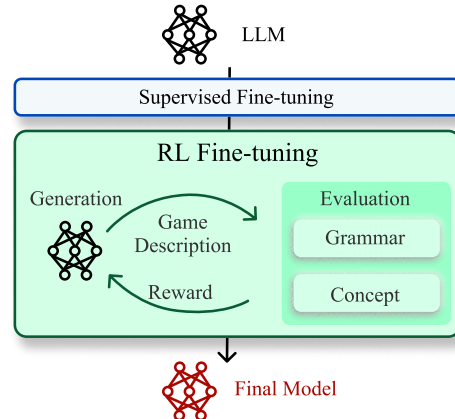 LLM
Supervised Fine-tuning
RL Fine-tuning
Generation
Game
Description
Reward
Evaluation
Grammar
Concept
Final Model